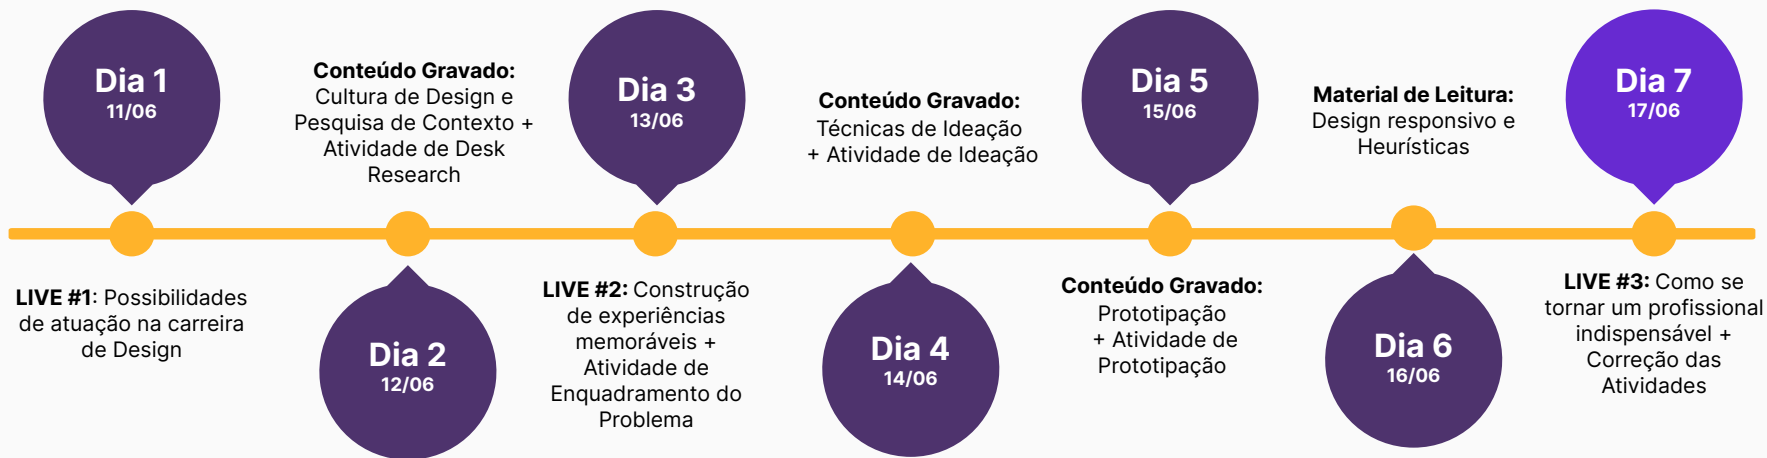 Dia 1
11/06
LIVE #1: Possibilidades
de atuação na carreira
de Design
Conteúdo Gravado:
Cultura de Design e
Pesquisa de Contexto +
Atividade de Desk
Research
Dia 2
12/06
Dia 3
13/06
LIVE #2: Construção
de experiências
memoráveis +
Atividade de
Enquadramento do
Problema
Conteúdo Gravado:
Técnicas de Ideação
+ Atividade de Ideação
Dia 4
14/06
Dia 5
15/06
Conteúdo Gravado:
Prototipação
+ Atividade de
Prototipação
Material de Leitura:
Design responsivo e
Heurísticas
Dia 6
16/06
Dia 7
17/06
LIVE #3: Como se
tornar um profissional
indispensável +
Correção das
Atividades